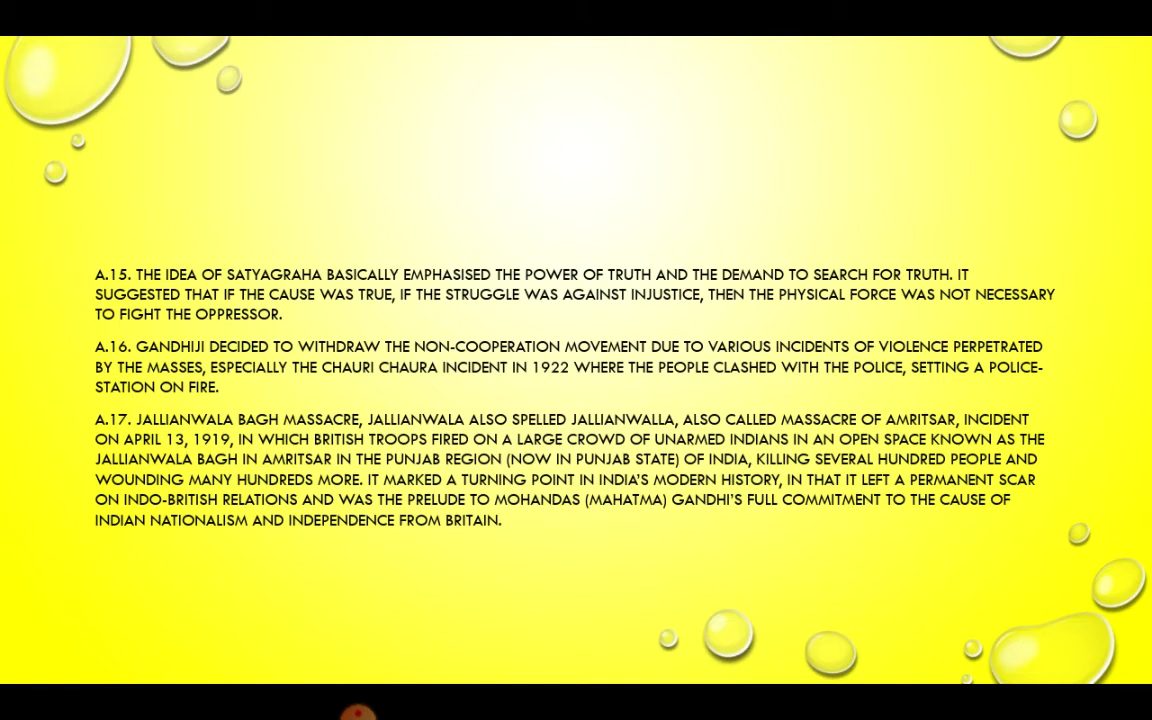 A.15. THE IDEA OF SATYAGRAHA BASICALLY EMPHASISED THE POWER OF TRUTH AND THE DEMAND TO SEARCH FOR TRUTH. IT
SUGGESTED THAT IF THE CAUSE WAS TRUE, IF THE STRUGGLE WAS AGAINST INJUSTICE, THEN THE PHYSICAL FORCE WAS NOT NECESSARY
TO FIGHT THE OPPRESSOR.
A.16. GANDHIJI DECIDED TO WITHDRAW THE NON-COOPERATION MOVEMENT DUE TO VARIOUS INCIDENTS OF VIOLENCE PERPETRATED
BY THE MASSES, ESPECIALLY THE CHAURI CHAURA INCIDENT IN 1922 WHERE THE PEOPLE CLASHED WITH THE POLICE, SETTING A POLICE-
STATION ON FIRE.
A.17. JALLIANWALA BAGH MASSACRE, JALLIANWALA ALSO SPELLED JALLIANWALLA, ALSO CALLED MASSACRE OF AMRITSAR, INCIDENT
ON APRIL 13, 1919, IN WHICH BRITISH TROOPS FIRED ON A LARGE CROWD OF UNARMED INDIANS IN AN OPEN SPACE KNOWN AS THE
JALLIANWALA BAGH IN AMRITSAR IN THE PUNJAB REGION (NOW IN PUNJAB STATE) OF INDIA, KILLING SEVERAL HUNDRED PEOPLE AND
WOUNDING MANY HUNDREDS MORE. IT MARKED A TURNING POINT IN INDIA'S MODERN HISTORY, IN THAT IT LEFT A PERMANENT SCAR
ON INDO-BRITISH RELATIONS AND WAS THE PRELUDE TO MOHANDAS (MAHATMA) GANDHI'S FULL COMMITMENT TO THE CAUSE OF
INDIAN NATIONALISM AND INDEPENDENCE FROM BRITAIN.